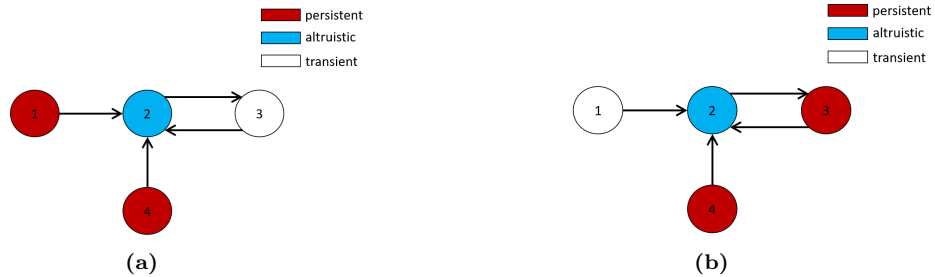 persistent
altruistic
transient
1
2
3
4
(a)
persistent
altruistic
transient
1
2
3
4
(b)